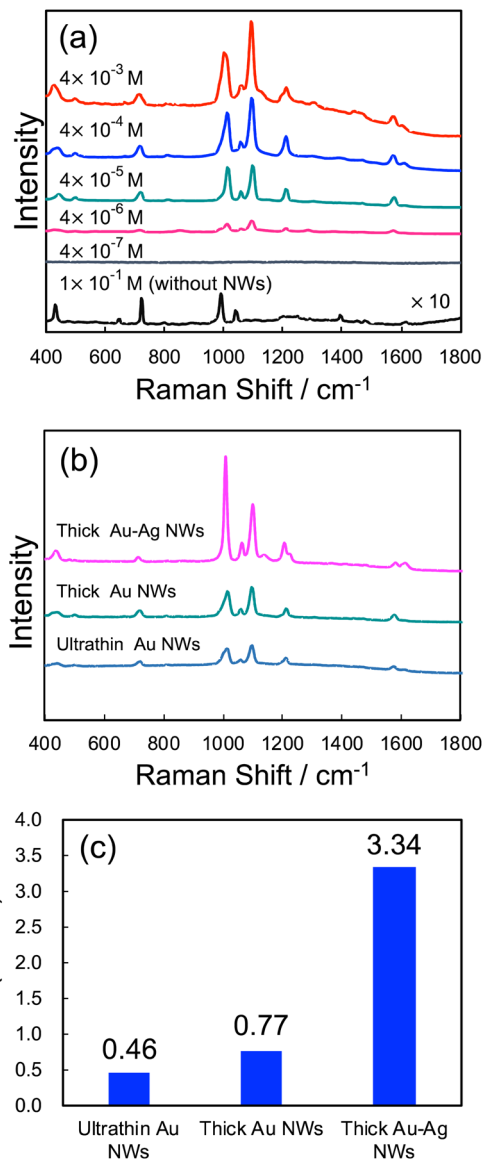 (a)
4× 10⁻³ M
4× 10⁻⁴ M
4× 10⁻⁵ M
4× 10⁻⁶ M
4× 10⁻⁷ M
1× 10⁻¹ M (without NWs)
× 10
Intensity
400 600 800 1000 1200 1400 1600 1800
Raman Shift / cm⁻¹
(b)
Thick Au-Ag NWs
Thick Au NWs
Ultrathin Au NWs
Intensity
400 600 800 1000 1200 1400 1600 1800
Raman Shift / cm⁻¹
(c)
4.0
3.5
3.0
2.5
2.0
1.5
1.0
0.5
0.0
0.46
0.77
3.34
Ultrathin Au
NWs
Thick Au NWs
Thick Au-Ag
NWs